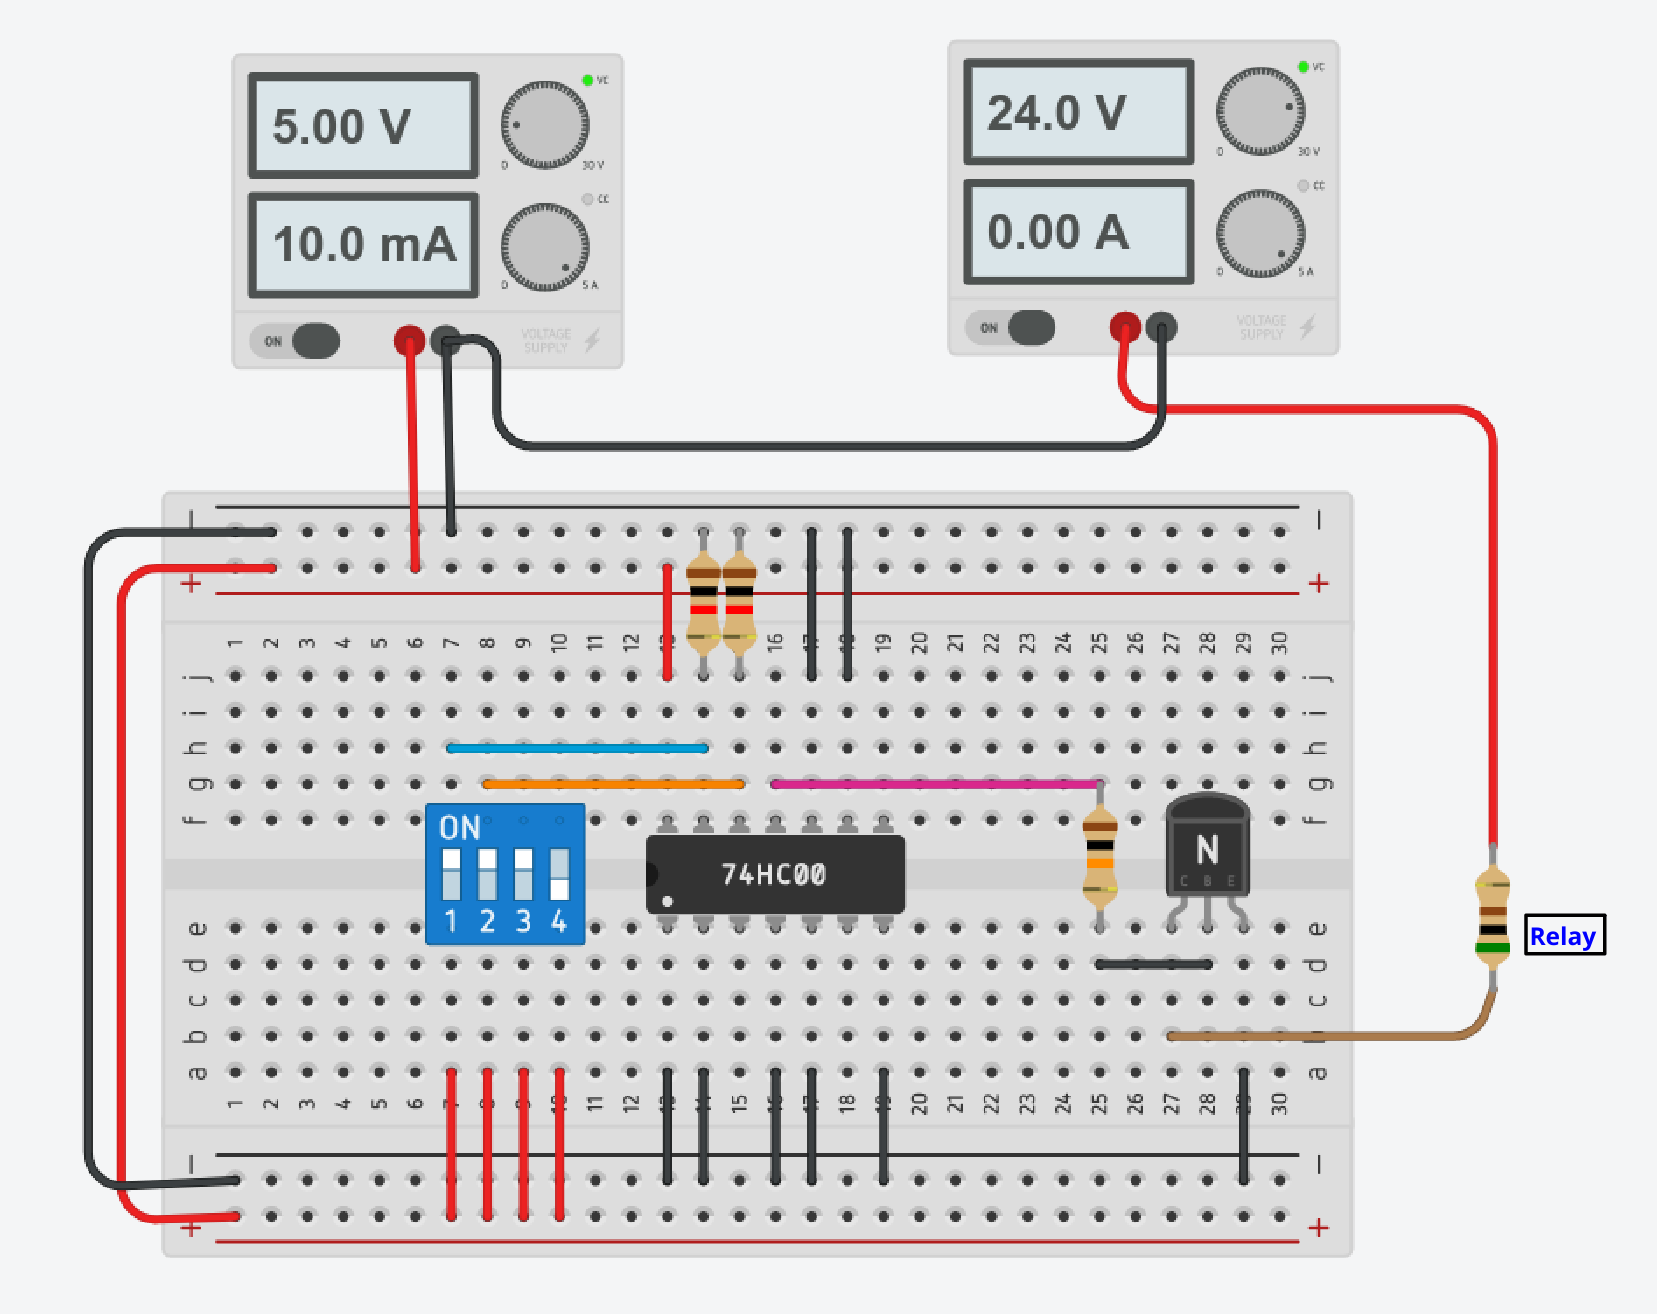 5.00 V
VC
0 30 V
10.0 mA
CC
0 5 A
ON
VOLTAGE
SUPPLY
24.0 V
VC
0 30 V
0.00 A
CC
0 5 A
ON
VOLTAGE
SUPPLY
− −
+ +
1 2 3 4 5 6 7 8 9 10 11 12 13 14 15 16 17 18 19 20 21 22 23 24 25 26 27 28 29 30
j j
i i
h h
g g
f f
ON
1 2 3 4
74HC00
N
C B E
Relay
e e
d d
c c
b b
a a
1 2 3 4 5 6 7 8 9 10 11 12 13 14 15 16 17 18 19 20 21 22 23 24 25 26 27 28 29 30
− −
+ +